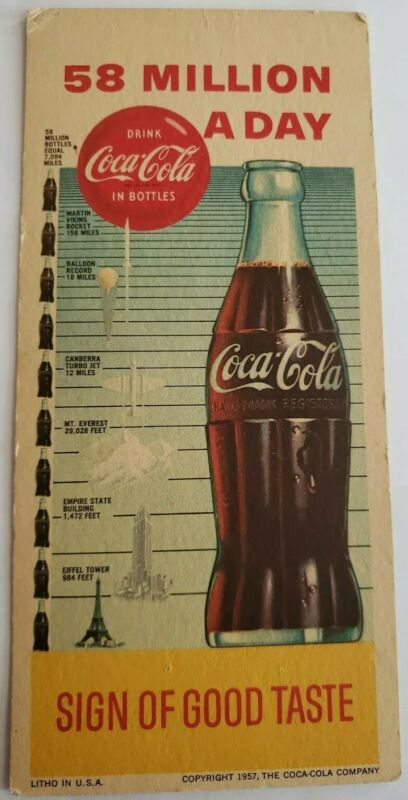 58 MILLION
A DAY
DRINK
Coca-Cola
IN BOTTLES
58
MILLION
BOTTLES
EQUAL
7,094
MILES
MARTIN
VIKING
ROCKET
158 MILES
BALLOON
RECORD
18 MILES
CANBERRA
TURBO JET
12 MILES
MT. EVEREST
29,028 FEET
EMPIRE STATE
BUILDING
1,472 FEET
EIFFEL TOWER
984 FEET
Coca-Cola
TRADE-MARK REGISTERED
SIGN OF GOOD TASTE
LITHO IN U.S.A.
COPYRIGHT 1957, THE COCA-COLA COMPANY